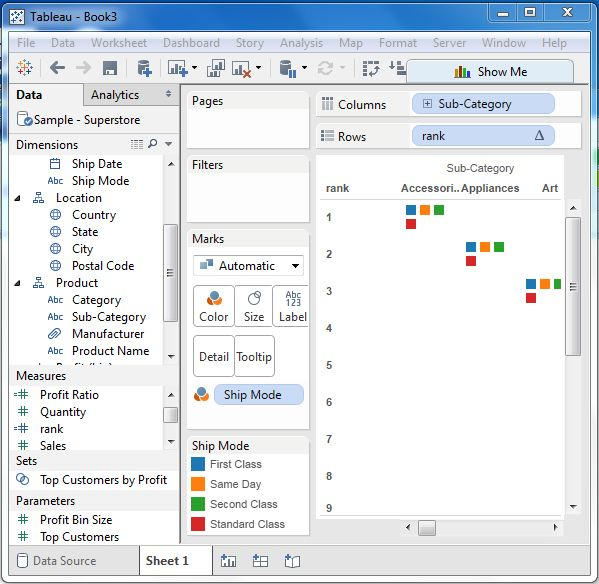 Tableau - Book3
File Data Worksheet Dashboard Story Analysis Map Format Server Window Help
Show Me
Data Analytics
Sample - Superstore
Dimensions
Ship Date
Abc Ship Mode
Location
Country
State
City
Postal Code
Product
Abc Category
Abc Sub-Category
Manufacturer
Abc Product Name
Measures
Profit Ratio
Quantity
rank
Sales
Sets
Top Customers by Profit
Parameters
Profit Bin Size
Top Customers
Pages
Filters
Marks
Automatic
Abc
123
Color Size Label
Detail Tooltip
Ship Mode
Ship Mode
First Class
Same Day
Second Class
Standard Class
Columns Sub-Category
Rows rank Δ
Sub-Category
rank Accessori.. Appliances Art
1
2
3
4
5
6
7
8
9
Data Source Sheet 1